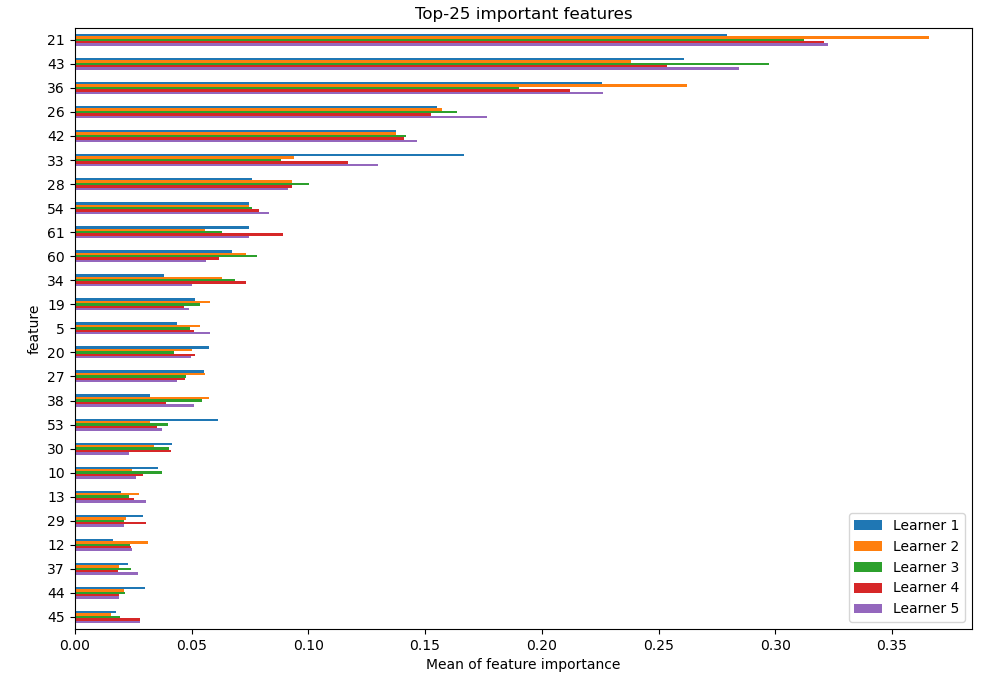 Top-25 important features
21
43
36
26
42
33
28
54
61
60
34
19
5
20
27
38
53
30
10
13
29
12
37
44
45
feature
Learner 1
Learner 2
Learner 3
Learner 4
Learner 5
0.00 0.05 0.10 0.15 0.20 0.25 0.30 0.35
Mean of feature importance